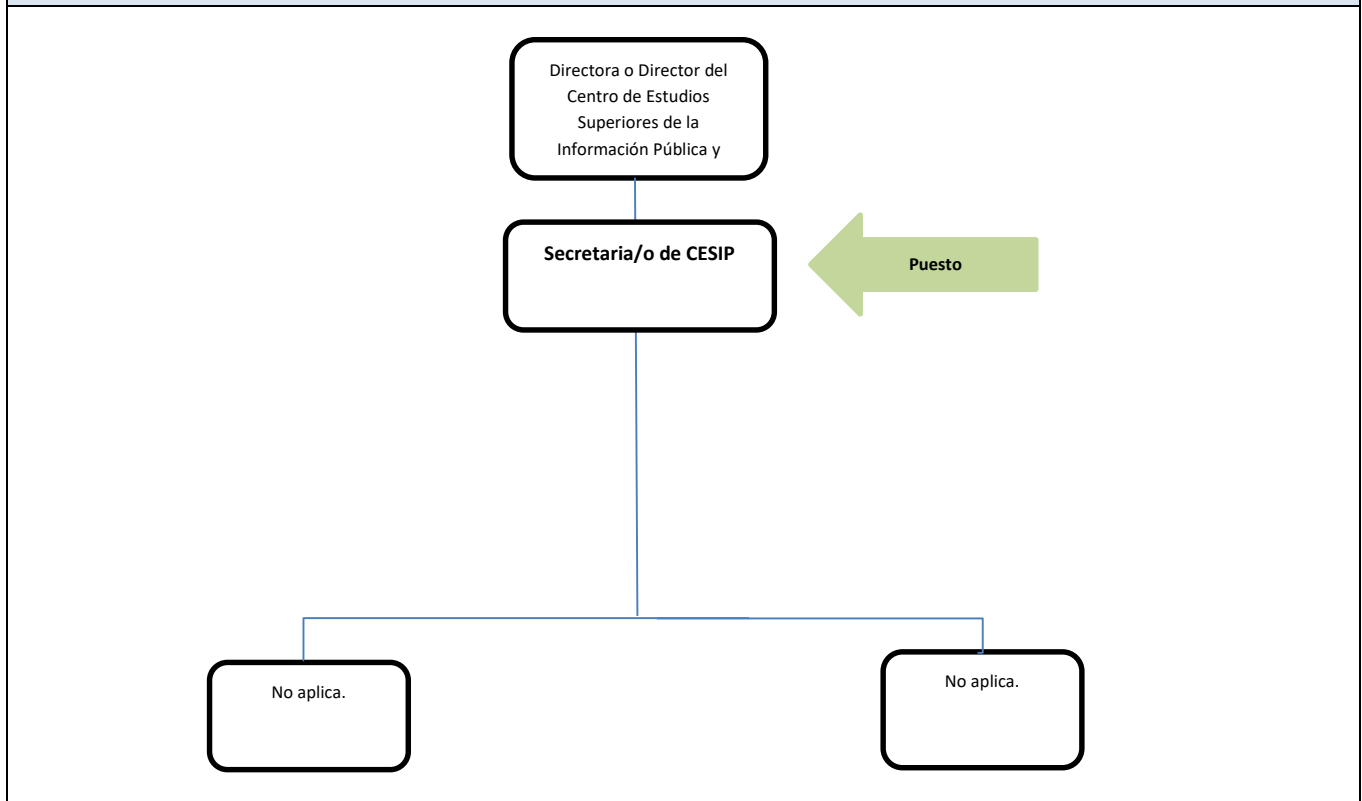 Directora o Director del
Centro de Estudios
Superiores de la
Información Pública y
Secretaria/o de CESIP
Puesto
No aplica.
No aplica.